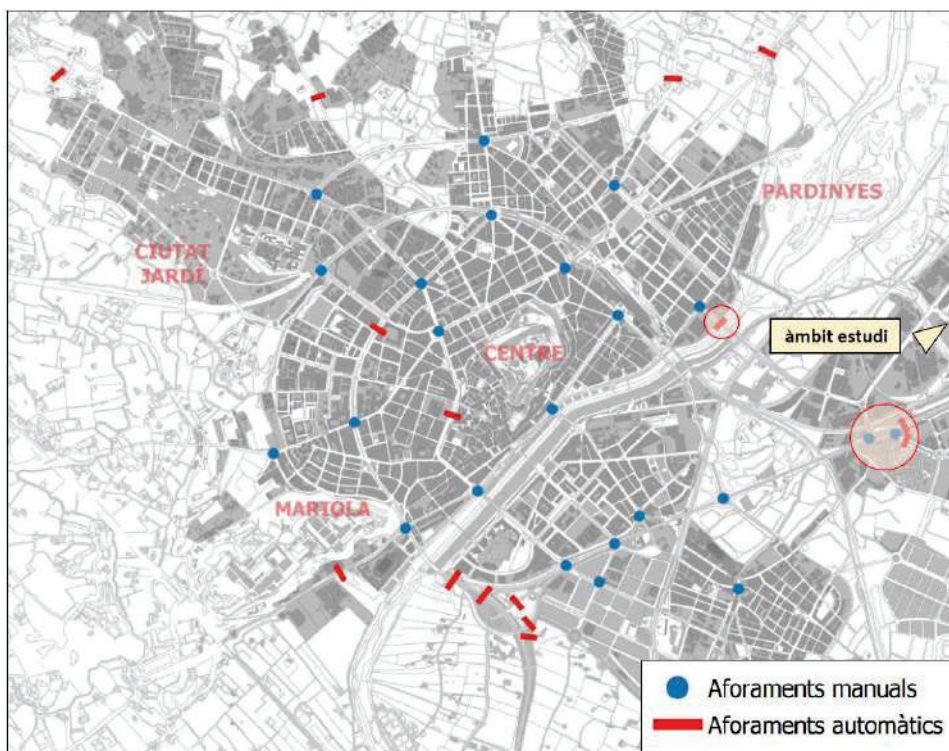 PARDINYES
CIUTAT
JARDÍ
àmbit estudi
CENTRE
MARIOLA
Aforaments manuals
Aforaments automàtics